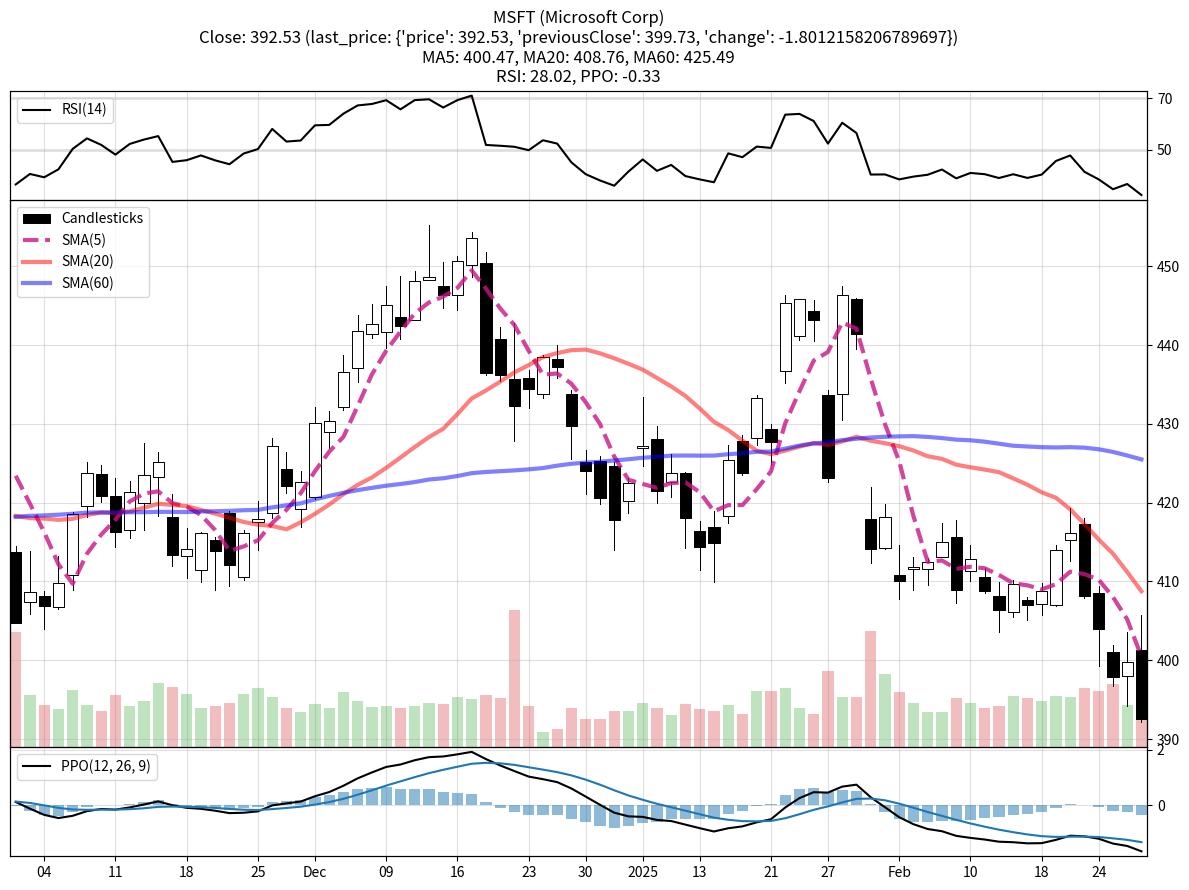 MSFT (Microsoft Corp)
Close: 392.53 (last_price: {'price': 392.53, 'previousClose': 399.73, 'change': -1.8012158206789697})
MA5: 400.47, MA20: 408.76, MA60: 425.49
RSI: 28.02, PPO: -0.33
RSI(14)
70
50
Candlesticks
SMA(5)
SMA(20)
SMA(60)
450
440
430
420
410
400
390
PPO(12, 26, 9)
2
0
04 11 18 25 Dec 09 16 23 30 2025 13 21 27 Feb 10 18 24